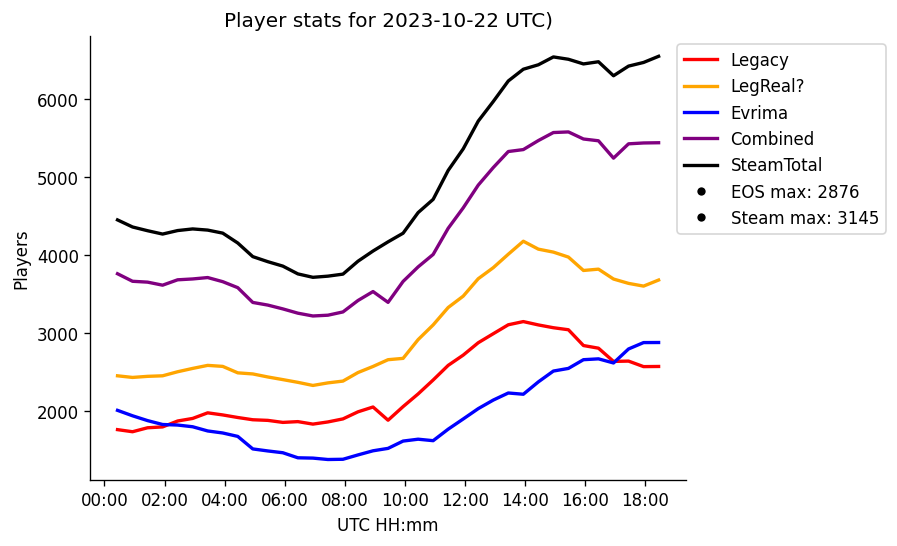 Player stats for 2023-10-22 UTC)
Legacy
LegReal?
Evrima
Combined
SteamTotal
EOS max: 2876
Steam max: 3145
Players
6000
5000
4000
3000
2000
00:00 02:00 04:00 06:00 08:00 10:00 12:00 14:00 16:00 18:00
UTC HH:mm